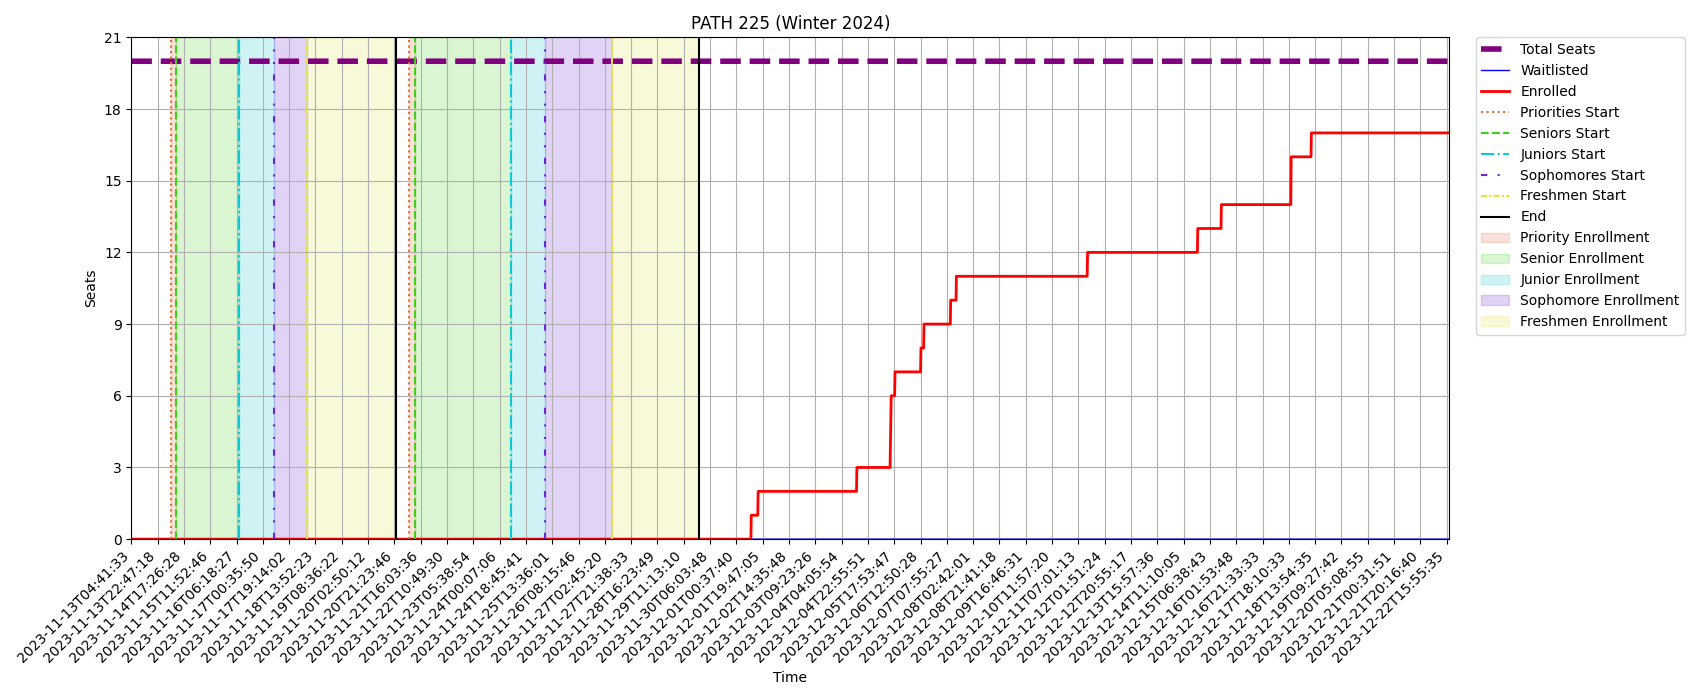 PATH 225 (Winter 2024)
Seats
21
18
15
12
9
6
3
0
2023-11-13T04:41:33
2023-11-13T22:47:18
2023-11-14T17:26:28
2023-11-15T11:52:46
2023-11-16T06:18:27
2023-11-17T00:35:50
2023-11-17T19:14:02
2023-11-18T13:52:23
2023-11-19T08:36:22
2023-11-20T02:50:12
2023-11-20T21:23:46
2023-11-21T16:03:36
2023-11-22T10:49:30
2023-11-23T05:38:54
2023-11-24T00:07:06
2023-11-24T18:45:41
2023-11-25T13:36:01
2023-11-26T08:15:46
2023-11-27T02:45:20
2023-11-27T21:38:33
2023-11-28T16:23:49
2023-11-29T11:13:10
2023-11-30T06:03:48
2023-12-01T00:37:40
2023-12-01T19:47:05
2023-12-02T14:35:48
2023-12-03T09:23:26
2023-12-04T04:05:54
2023-12-04T22:55:51
2023-12-05T17:53:47
2023-12-06T12:50:28
2023-12-07T07:55:27
2023-12-08T02:42:01
2023-12-08T21:41:18
2023-12-09T16:46:31
2023-12-10T11:57:20
2023-12-11T07:01:13
2023-12-12T01:51:24
2023-12-12T20:55:17
2023-12-13T15:57:36
2023-12-14T11:10:05
2023-12-15T06:38:43
2023-12-16T01:53:48
2023-12-16T21:33:33
2023-12-17T18:10:33
2023-12-18T13:54:35
2023-12-19T09:27:42
2023-12-20T05:08:55
2023-12-21T00:31:51
2023-12-21T20:16:40
2023-12-22T15:55:35
Time
Total Seats
Waitlisted
Enrolled
Priorities Start
Seniors Start
Juniors Start
Sophomores Start
Freshmen Start
End
Priority Enrollment
Senior Enrollment
Junior Enrollment
Sophomore Enrollment
Freshmen Enrollment